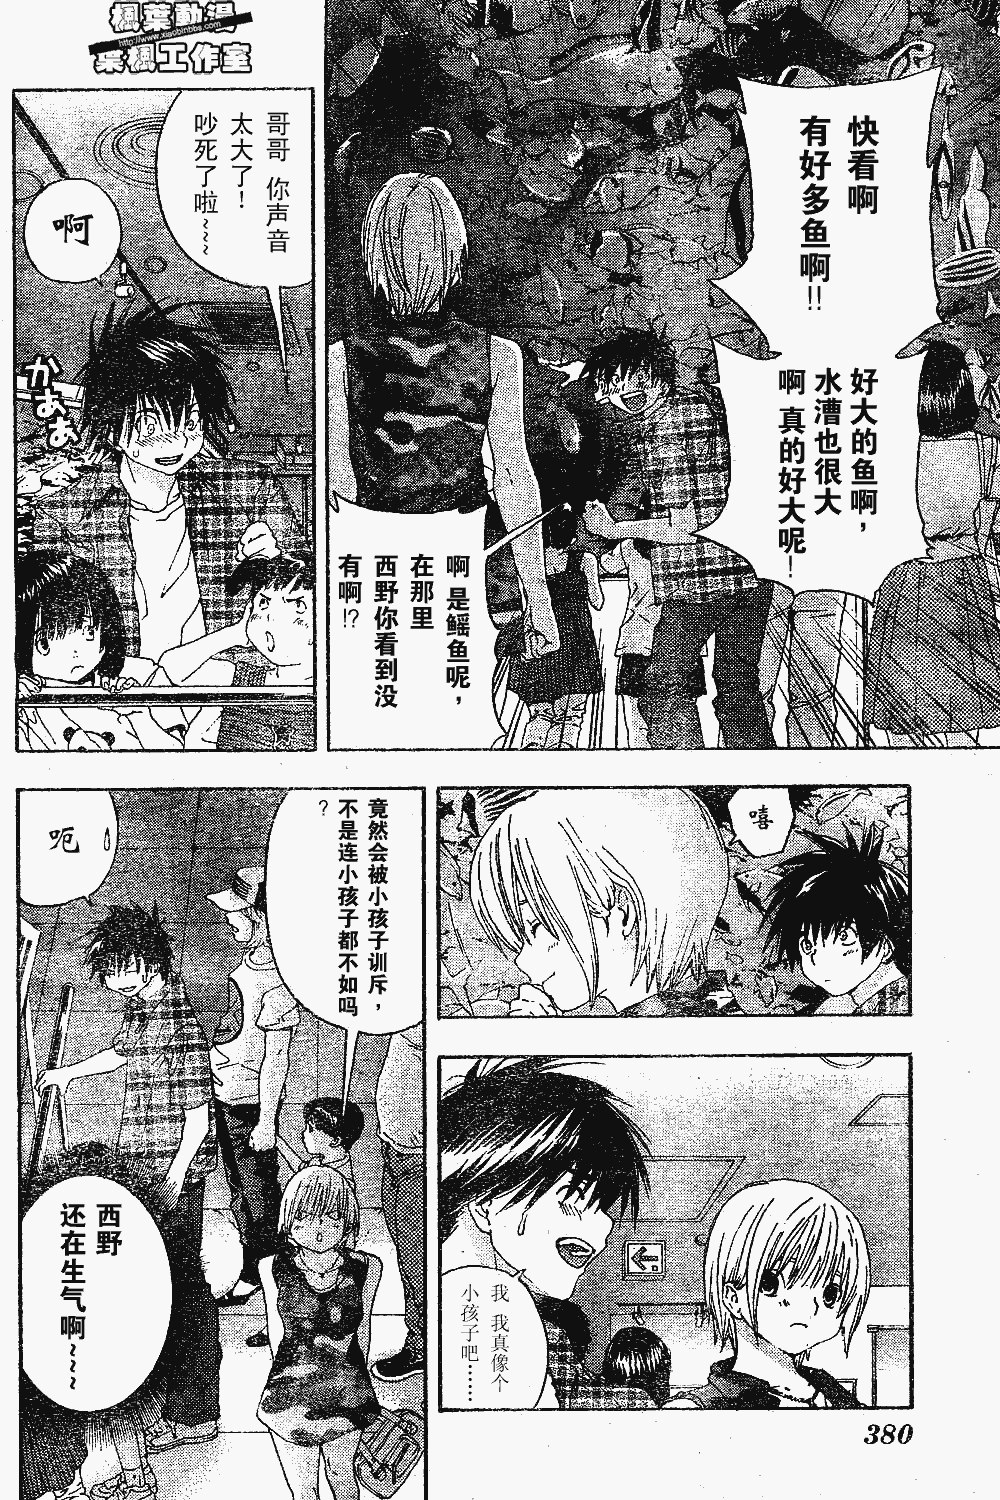 楓葉動漫
http://www.xiaobinbbs.com
栗楓工作室
快看啊
有好多鱼啊!!
好大的鱼啊，
水漕也很大
啊 真的好大呢!
啊 是鳐鱼呢，
在那里
西野你看到没
有啊!?
哥哥 你声音
太大了!
吵死了啦~~~
啊
かぁぁ
嘻
我 我真像个
小孩子吧……
竟然会被小孩子训斥，
不是连小孩子都不如吗
?
呃
西野
还在生气啊~~~
380